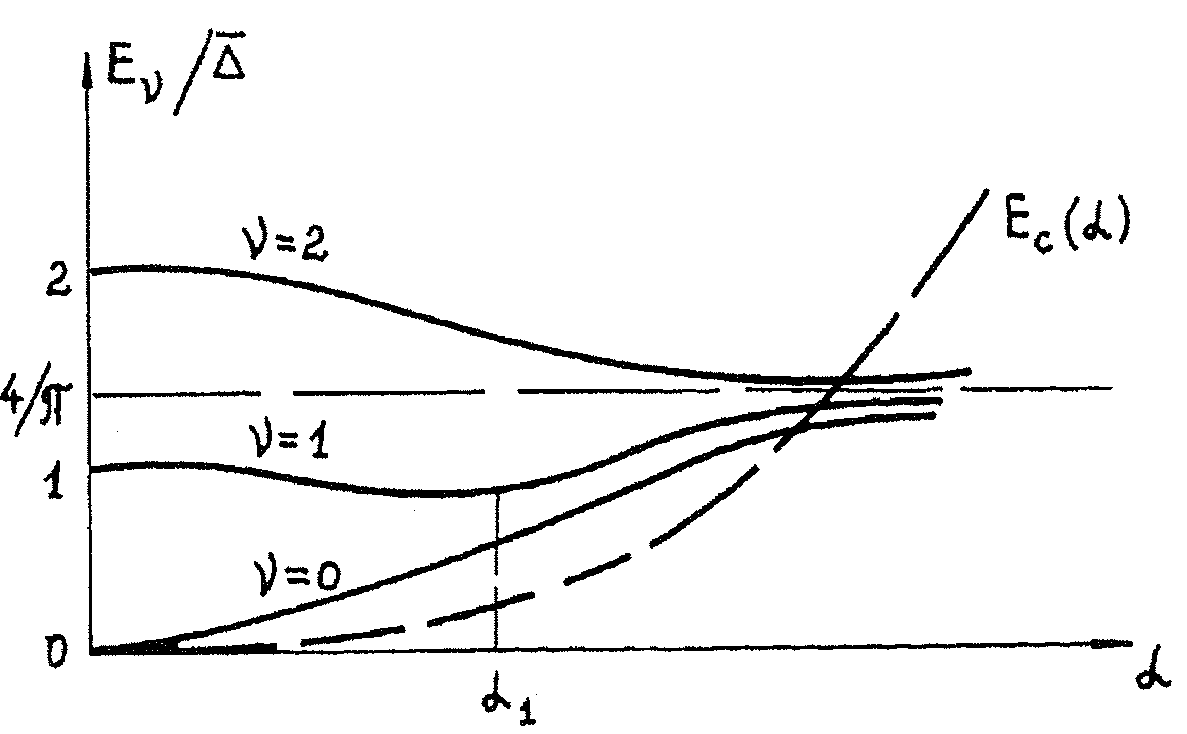 E_ν/Δ̅
E_c(α)
ν=2
2
4/π
ν=1
1
ν=0
0
α_1
α